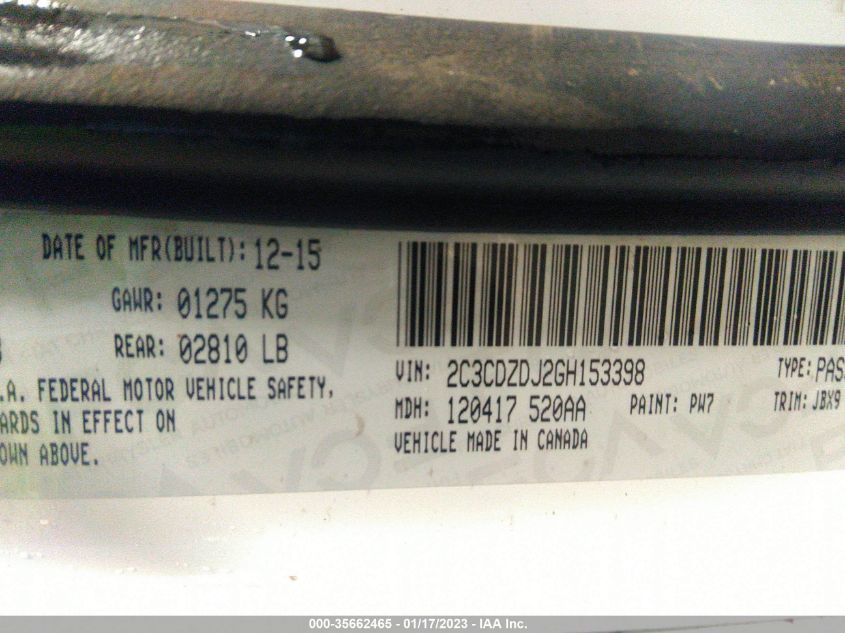 DATE OF MFR(BUILT): 12-15
GAWR: 01275 KG
REAR: 02810 LB
.A. FEDERAL MOTOR VEHICLE SAFETY,
ARDS IN EFFECT ON
OWN ABOVE.
VIN: 2C3CDZDJ2GH153398 TYPE: PAS
MDH: 120417 520AA PAINT: PW7 TRIM: JBX9
VEHICLE MADE IN CANADA
000-35662465 - 01/17/2023 - IAA Inc.